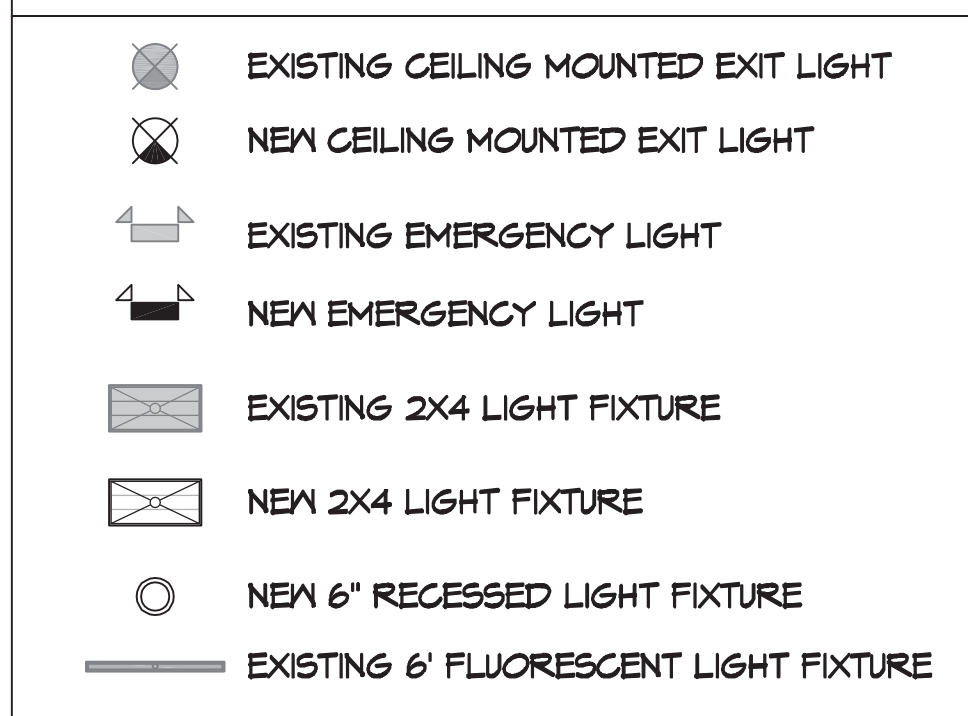 EXISTING CEILING MOUNTED EXIT LIGHT
NEW CEILING MOUNTED EXIT LIGHT
EXISTING EMERGENCY LIGHT
NEW EMERGENCY LIGHT
EXISTING 2X4 LIGHT FIXTURE
NEW 2X4 LIGHT FIXTURE
NEW 6" RECESSED LIGHT FIXTURE
EXISTING 6' FLUORESCENT LIGHT FIXTURE